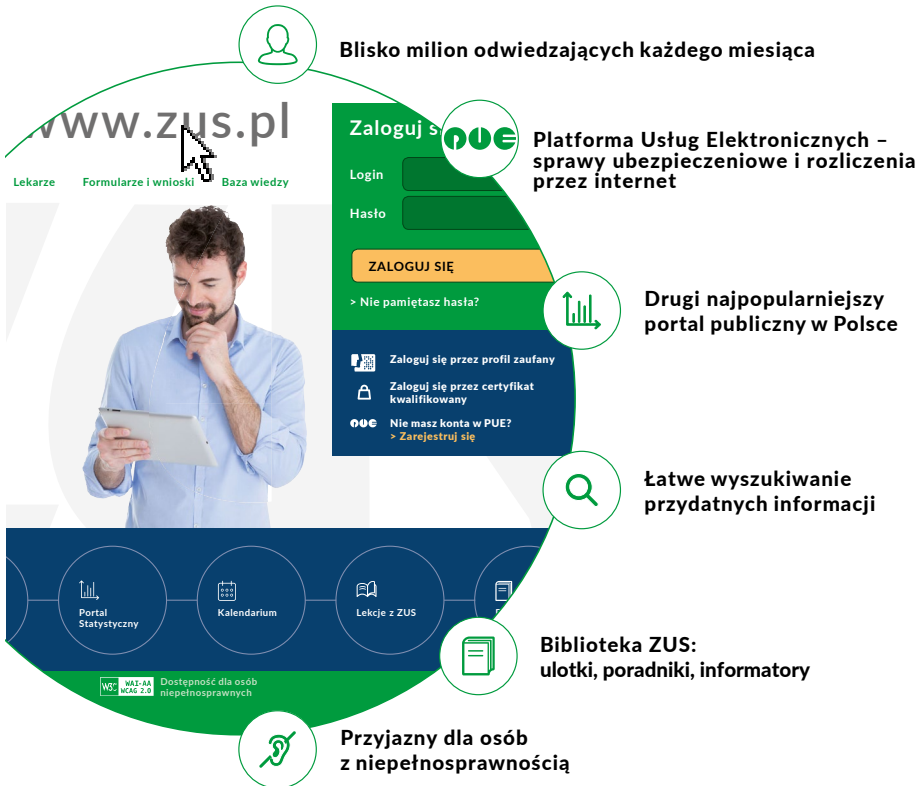 Blisko milion odwiedzających każdego miesiąca
www.zus.pl
Lekarze
Formularze i wnioski
Baza wiedzy
Zaloguj
Login
Hasło
ZALOGUJ SIĘ
> Nie pamiętasz hasła?
Zaloguj się przez profil zaufany
Zaloguj się przez certyfikat
kwalifikowany
PUE
Nie masz konta w PUE?
> Zarejestruj się
PUE
Platforma Usług Elektronicznych –
sprawy ubezpieczeniowe i rozliczenia
przez internet
Drugi najpopularniejszy
portal publiczny w Polsce
Łatwe wyszukiwanie
przydatnych informacji
Portal
Statystyczny
Kalendarium
Lekcje z ZUS
Biblioteka ZUS:
ulotki, poradniki, informatory
W3C WAI-AA
WCAG 2.0
Dostępność dla osób
niepełnosprawnych
Przyjazny dla osób
z niepełnosprawnością